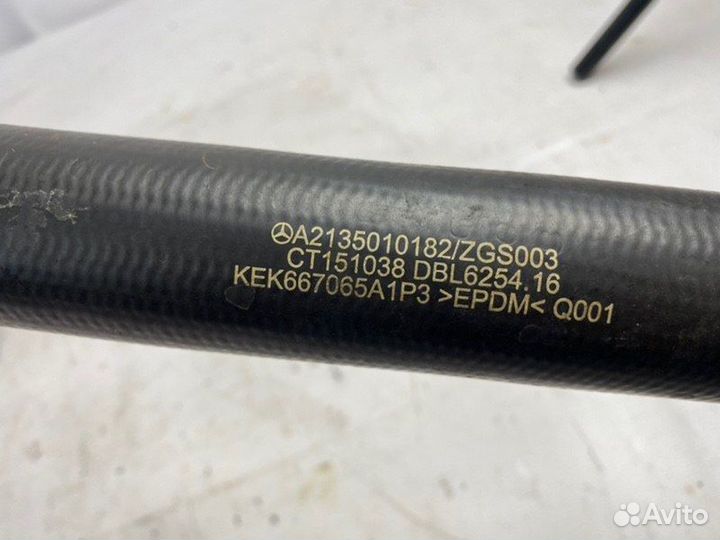 A2135010182/ZGS003
CT151038 DBL6254.16
KEK667065A1P3 >EPDM< Q001
Avito